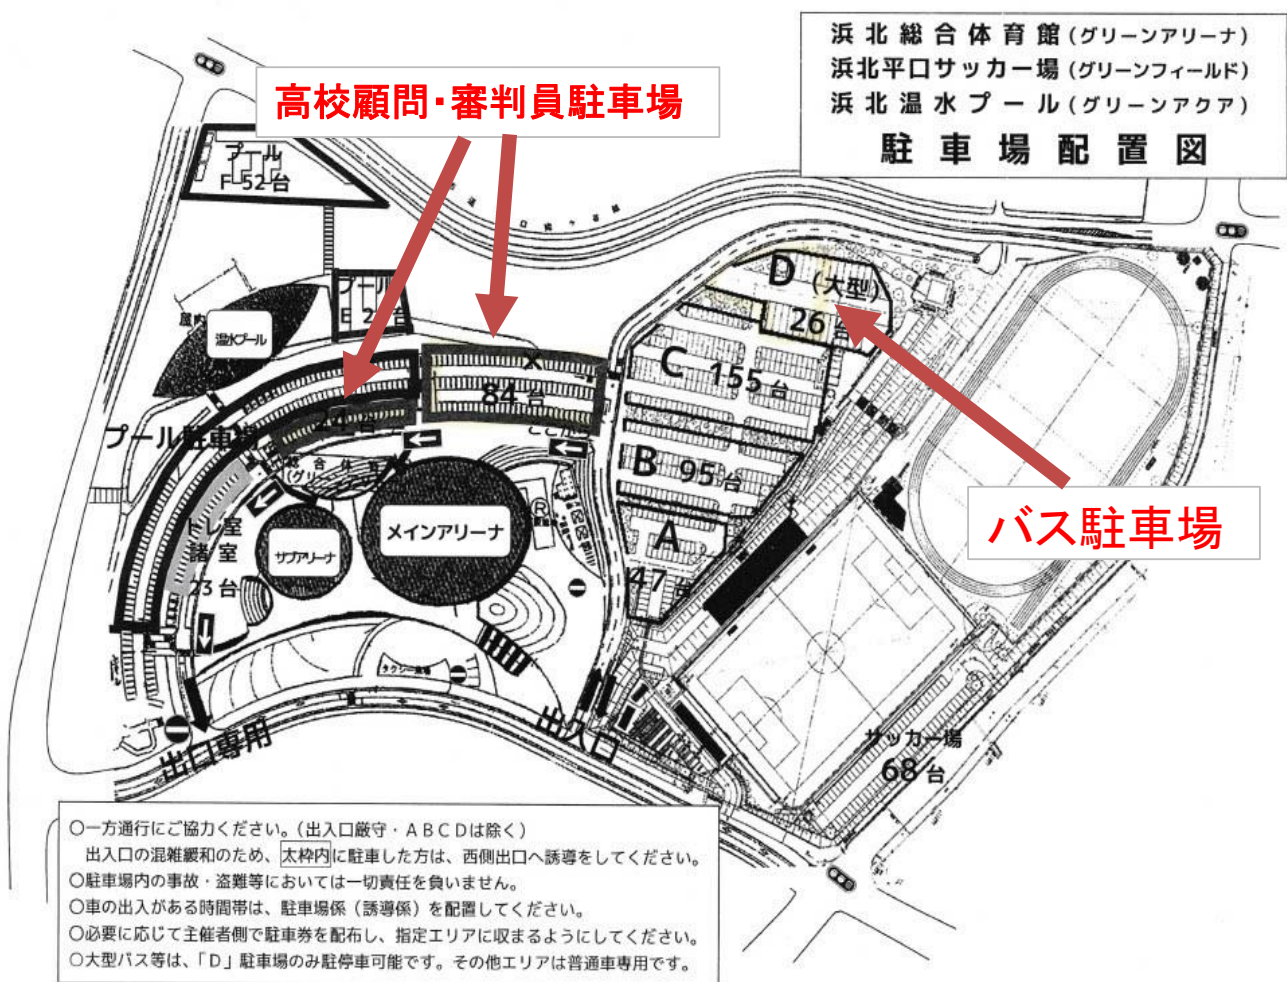 浜北総合体育館(グリーンアリーナ)
浜北平口サッカー場(グリーンフィールド)
浜北温水プール(グリーンアクア)
駐車場配置図
高校顧問・審判員駐車場
プール
F 52台
プール
温水プール
D(大型)
26
C 155台
84台
44台
プール駐車場
B 95台
A
47
バス駐車場
メインアリーナ
サブアリーナ
トレ室
諸室
23台
R
出口専用
出入口
サッカー場
68台
○一方通行にご協力ください。(出入口厳守・ABCDは除く)
出入口の混雑緩和のため、太枠内に駐車した方は、西側出口へ誘導をしてください。
○駐車場内の事故・盗難等においては一切責任を負いません。
○車の出入がある時間帯は、駐車場係(誘導係)を配置してください。
○必要に応じて主催者側で駐車券を配布し、指定エリアに収まるようにしてください。
○大型バス等は、「D」駐車場のみ駐停車可能です。その他エリアは普通車専用です。